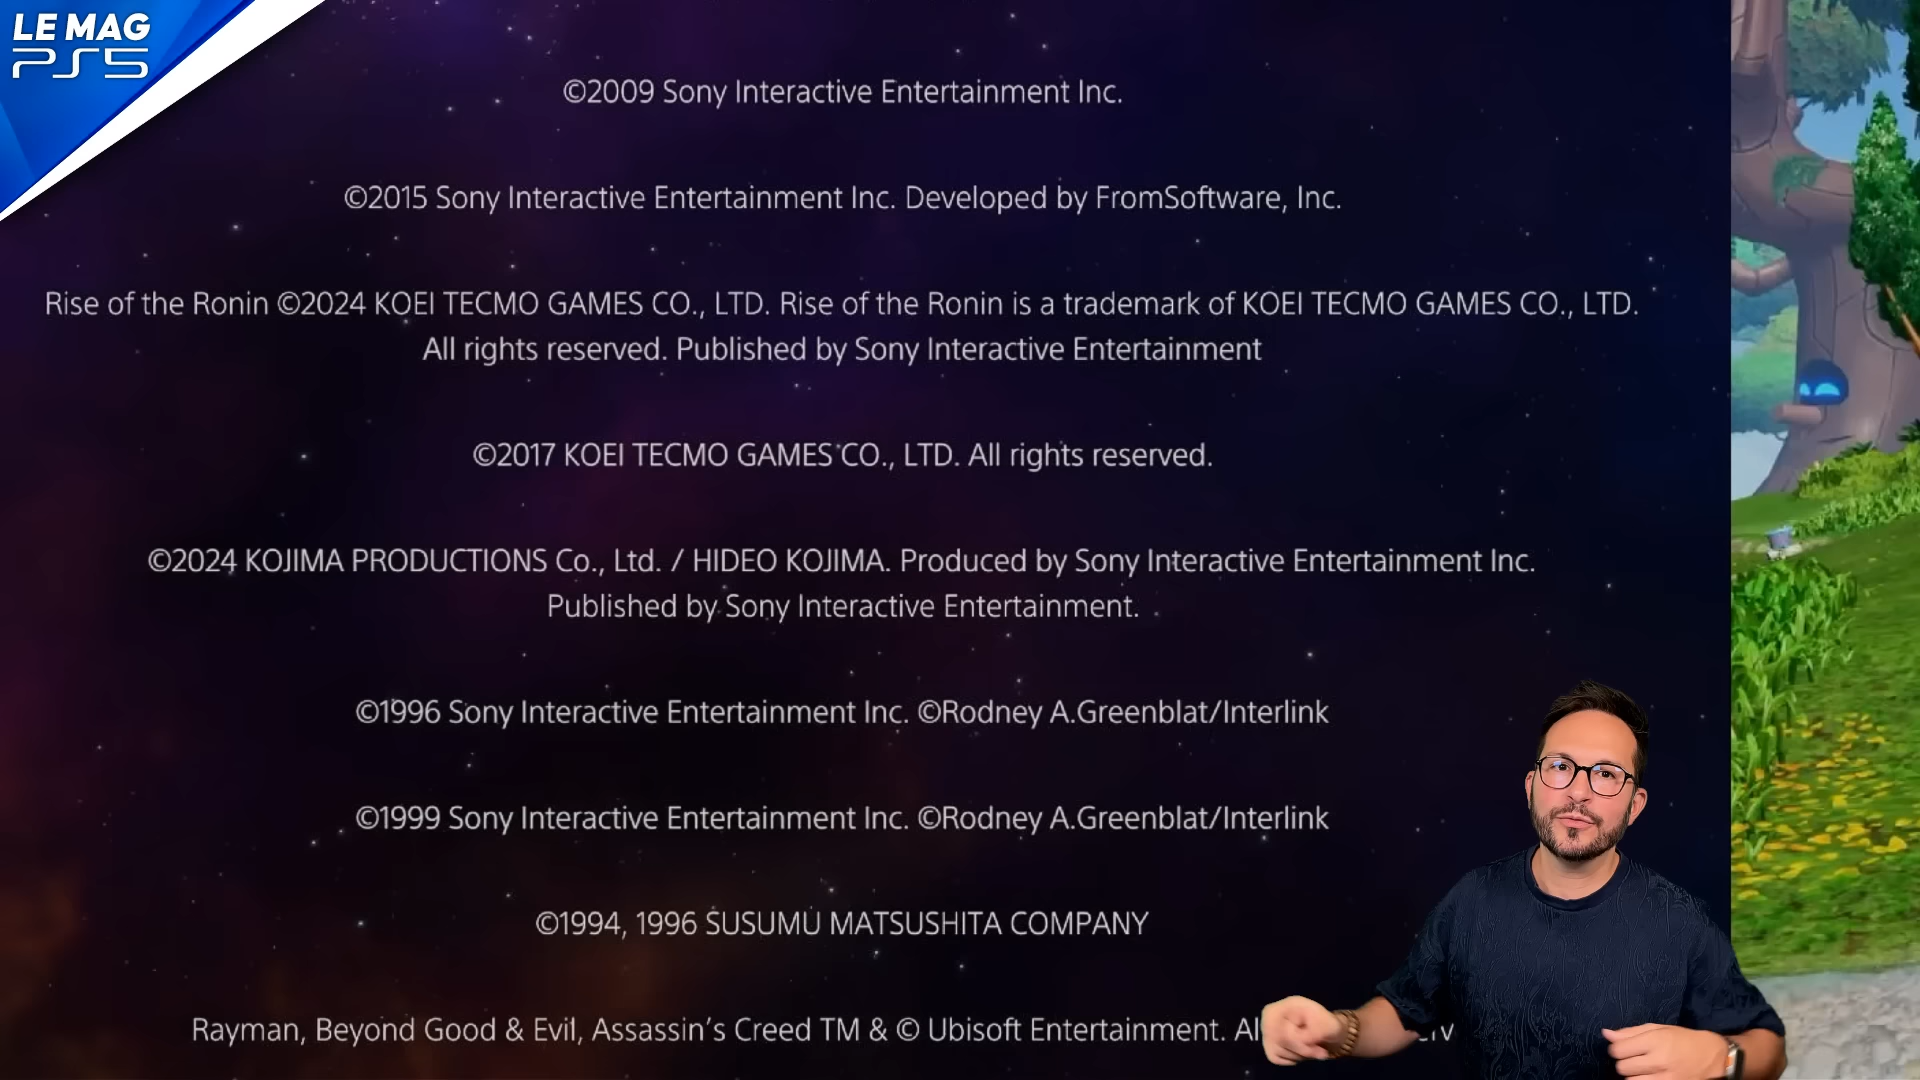 LE MAG
PS5
©2009 Sony Interactive Entertainment Inc.
©2015 Sony Interactive Entertainment Inc. Developed by FromSoftware, Inc.
Rise of the Ronin ©2024 KOEI TECMO GAMES CO., LTD. Rise of the Ronin is a trademark of KOEI TECMO GAMES CO., LTD.
All rights reserved. Published by Sony Interactive Entertainment
©2017 KOEI TECMO GAMES CO., LTD. All rights reserved.
©2024 KOJIMA PRODUCTIONS Co., Ltd. / HIDEO KOJIMA. Produced by Sony Interactive Entertainment Inc.
Published by Sony Interactive Entertainment.
©1996 Sony Interactive Entertainment Inc. ©Rodney A.Greenblat/Interlink
©1999 Sony Interactive Entertainment Inc. ©Rodney A.Greenblat/Interlink
©1994, 1996 SUSUMU MATSUSHITA COMPANY
Rayman, Beyond Good & Evil, Assassin's Creed TM & © Ubisoft Entertainment.